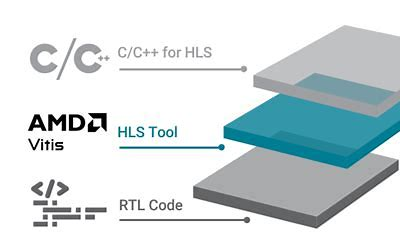 C/C++
C/C++ for HLS
AMD
Vitis
HLS Tool
</>
RTL Code